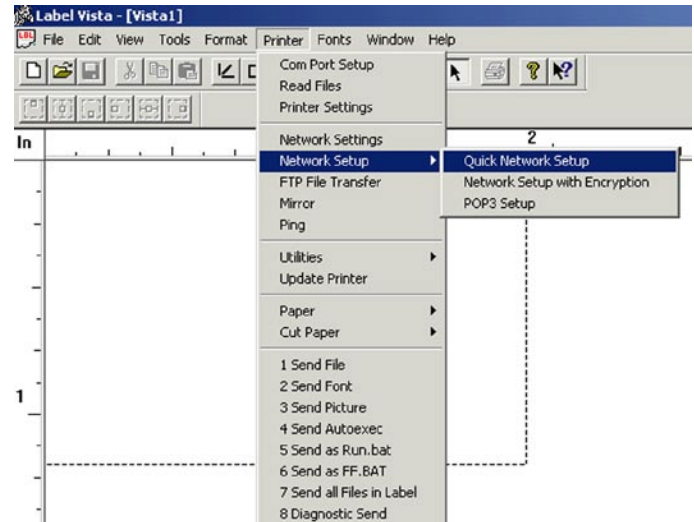 Label Vista - [Vista1]
LBL File Edit View Tools Format Printer Fonts Window Help
Com Port Setup
Read Files
Printer Settings
In
2
Network Settings
Network Setup
Quick Network Setup
FTP File Transfer
Network Setup with Encryption
Mirror
POP3 Setup
Ping
Utilities
Update Printer
Paper
Cut Paper
1 Send File
2 Send Font
1
3 Send Picture
4 Send Autoexec
5 Send as Run.bat
6 Send as FF.BAT
7 Send all Files in Label
8 Diagnostic Send